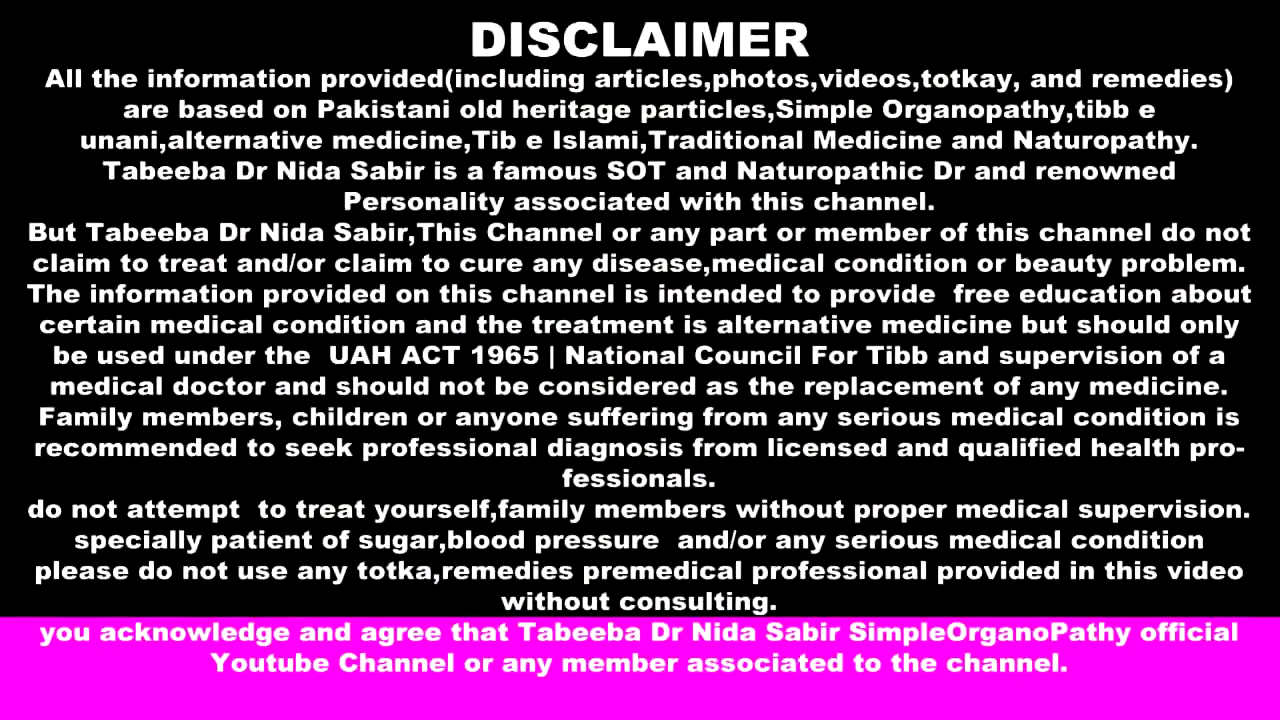 DISCLAIMER
All the information provided(including articles,photos,videos,totkay, and remedies)
are based on Pakistani old heritage particles,Simple Organopathy,tibb e
unani,alternative medicine,Tib e Islami,Traditional Medicine and Naturopathy.
Tabeeba Dr Nida Sabir is a famous SOT and Naturopathic Dr and renowned
Personality associated with this channel.
But Tabeeba Dr Nida Sabir,This Channel or any part or member of this channel do not
claim to treat and/or claim to cure any disease,medical condition or beauty problem.
The information provided on this channel is intended to provide  free education about
certain medical condition and the treatment is alternative medicine but should only
be used under the  UAH ACT 1965 | National Council For Tibb and supervision of a
medical doctor and should not be considered as the replacement of any medicine.
Family members, children or anyone suffering from any serious medical condition is
recommended to seek professional diagnosis from licensed and qualified health pro-
fessionals.
do not attempt  to treat yourself,family members without proper medical supervision.
specially patient of sugar,blood pressure  and/or any serious medical condition
please do not use any totka,remedies premedical professional provided in this video
without consulting.
you acknowledge and agree that Tabeeba Dr Nida Sabir SimpleOrganoPathy official
Youtube Channel or any member associated to the channel.